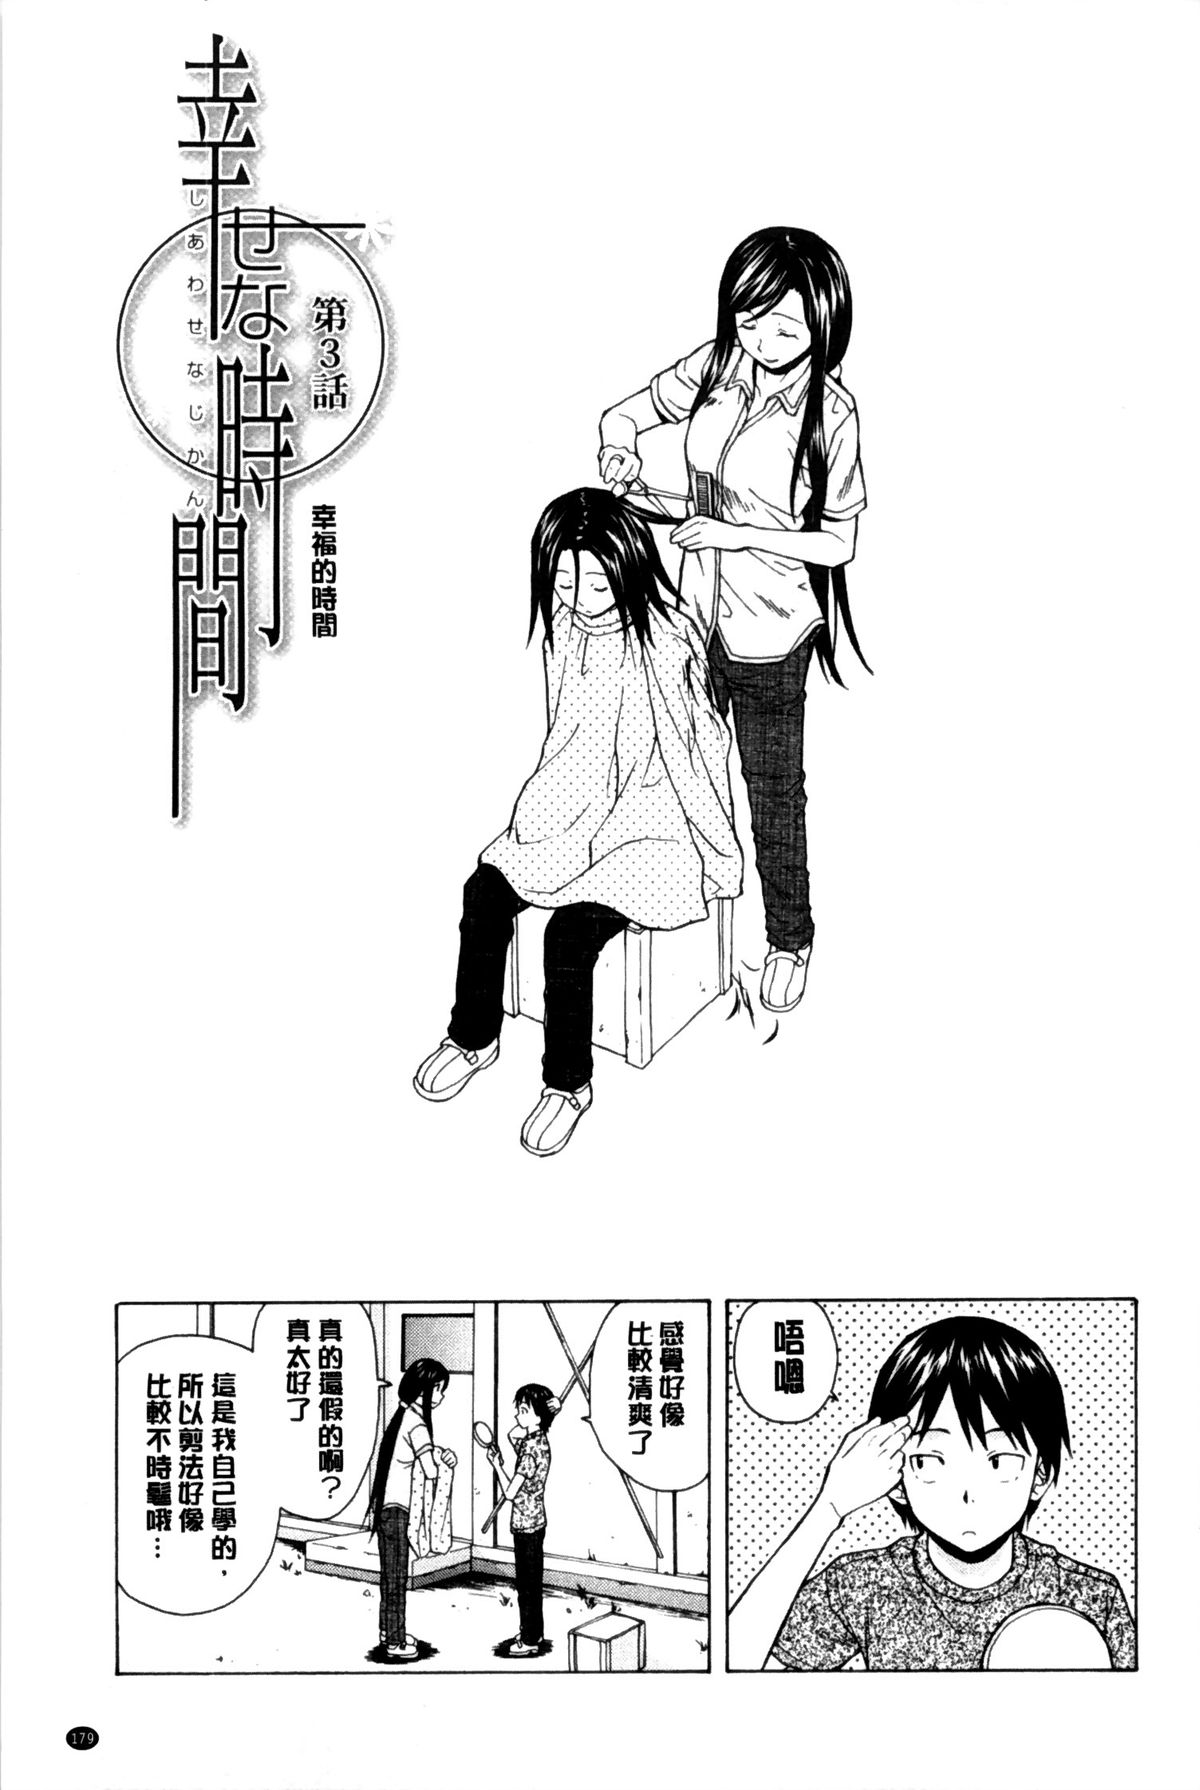 幸せな時間
しあわせなじかん
第3話
幸福的時間
唔嗯
感覺好像
比較清爽了
真的還假的啊？
真太好了
這是我自己學的，
所以剪法好像
比較不時髦哦…
179